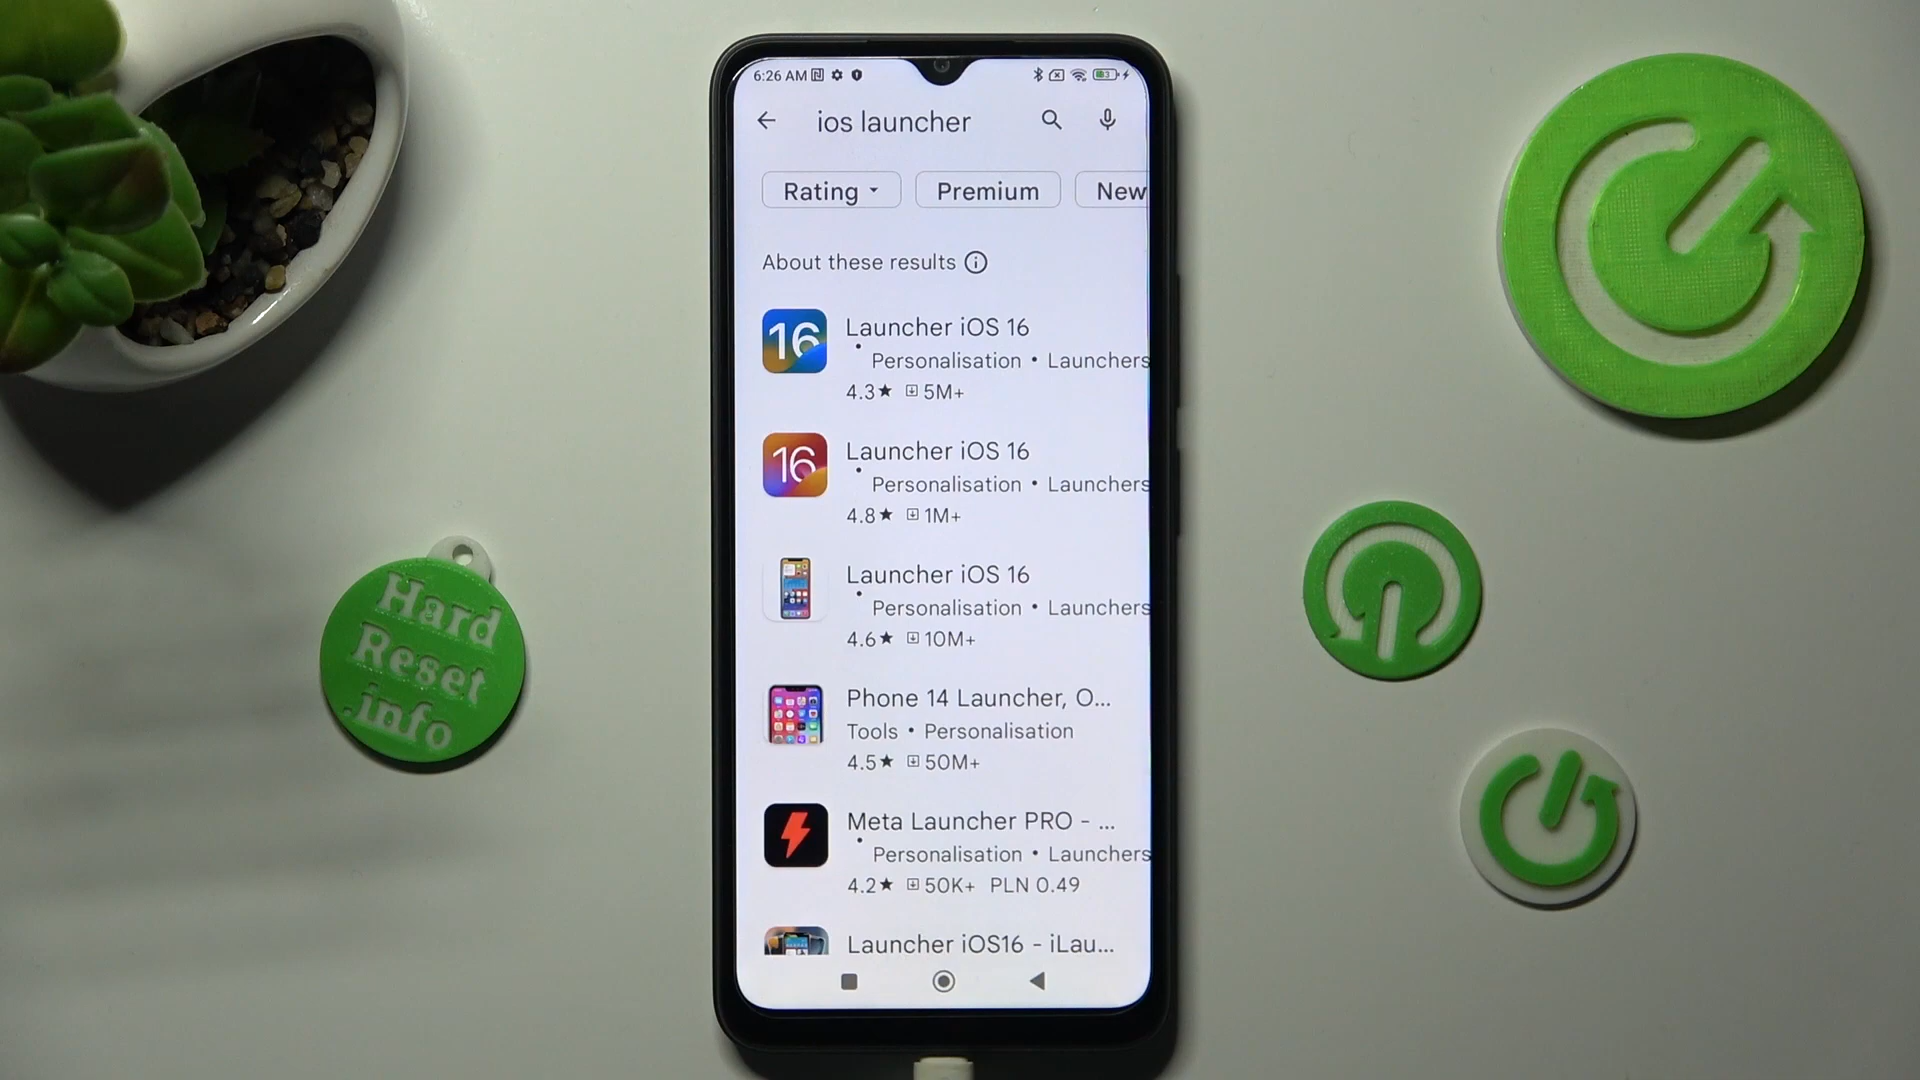 6:26 AM
3
ios launcher
Rating
Premium
New
About these results
16
Launcher iOS 16
Personalisation • Launchers
4.3★ 5M+
16
Launcher iOS 16
Personalisation • Launchers
4.8★ 1M+
Launcher iOS 16
Personalisation • Launchers
4.6★ 10M+
Phone 14 Launcher, O...
Tools • Personalisation
4.5★ 50M+
Meta Launcher PRO - ...
Personalisation • Launchers
4.2★ 50K+ PLN 0.49
Launcher iOS16 - iLau...
Hard
Reset
.info